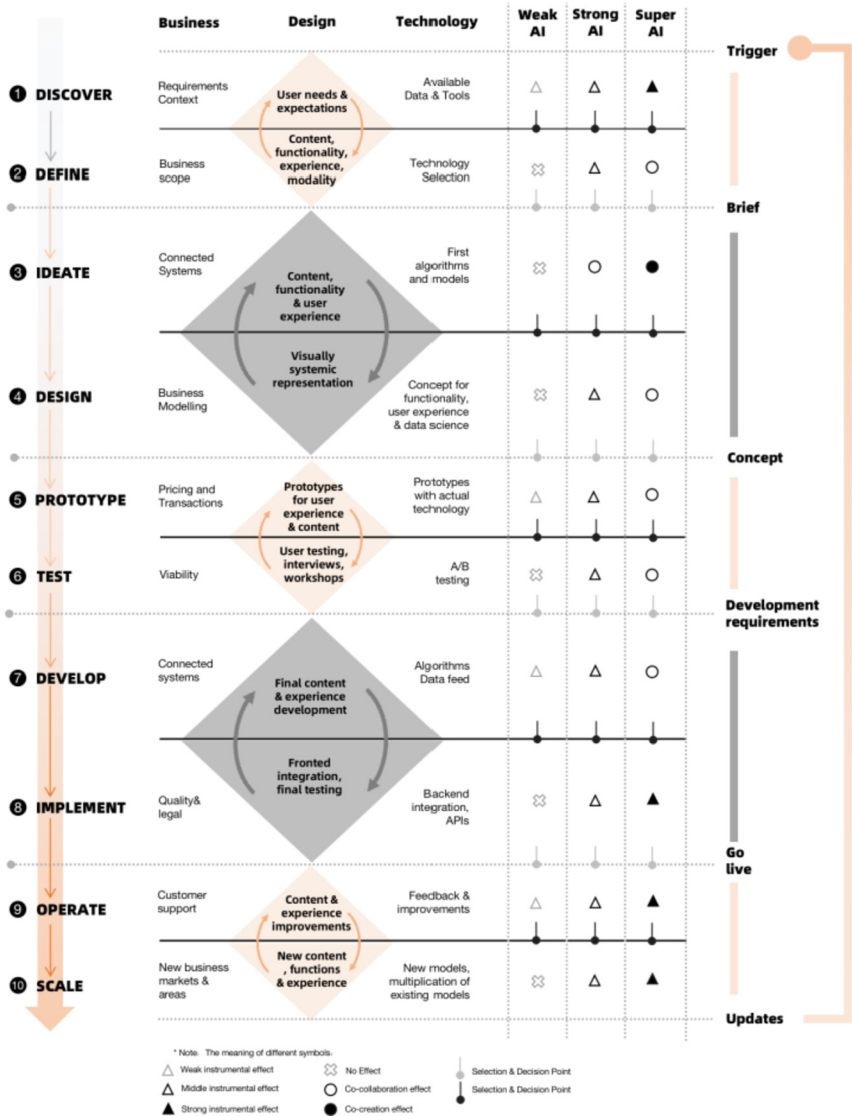 Business
Design
Technology
Weak
AI
Strong
AI
Super
AI
Trigger
1 DISCOVER
Requirements
Context
User needs &
expectations
Available
Data & Tools
Content,
functionality,
experience,
modality
2 DEFINE
Business
scope
Technology
Selection
Brief
3 IDEATE
Connected
Systems
Content,
functionality
& user
experience
First
algorithms
and models
Visually
systemic
representation
4 DESIGN
Business
Modelling
Concept for
functionality,
user experience
& data science
Concept
5 PROTOTYPE
Pricing and
Transactions
Prototypes
for user
experience
& content
Prototypes
with actual
technology
User testing,
interviews,
workshops
6 TEST
Viability
A/B
testing
Development
requirements
7 DEVELOP
Connected
systems
Final content
& experience
development
Algorithms
Data feed
Fronted
integration,
final testing
8 IMPLEMENT
Quality&
legal
Backend
integration,
APIs
Go
live
9 OPERATE
Customer
support
Content &
experience
improvements
Feedback &
improvements
New content
, functions
& experience
10 SCALE
New business
markets &
areas
New models,
multiplication of
existing models
Updates
* Note. The meaning of different symbols:
Weak instrumental effect
No Effect
Selection & Decision Point
Middle instrumental effect
Co-collaboration effect
Selection & Decision Point
Strong instrumental effect
Co-creation effect